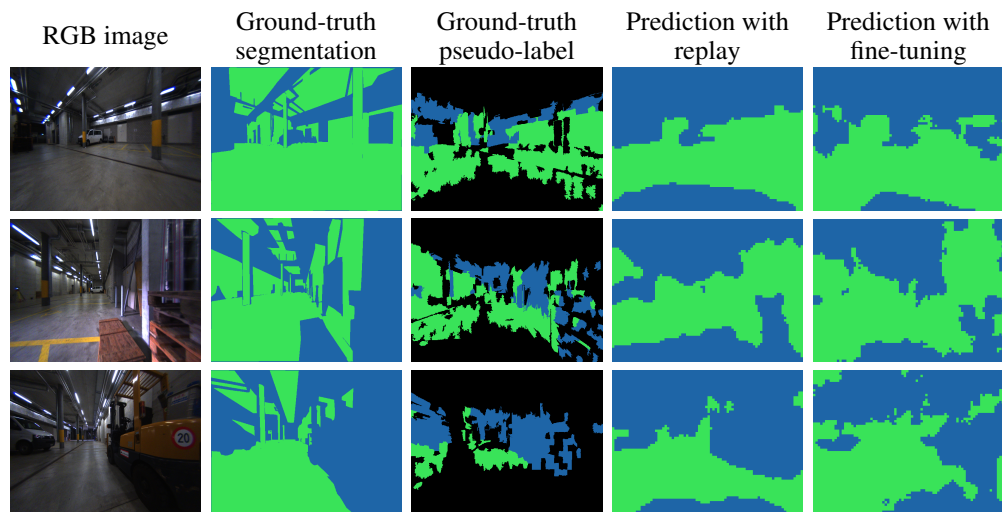 RGB image
Ground-truth
segmentation
Ground-truth
pseudo-label
Prediction with
replay
Prediction with
fine-tuning
20